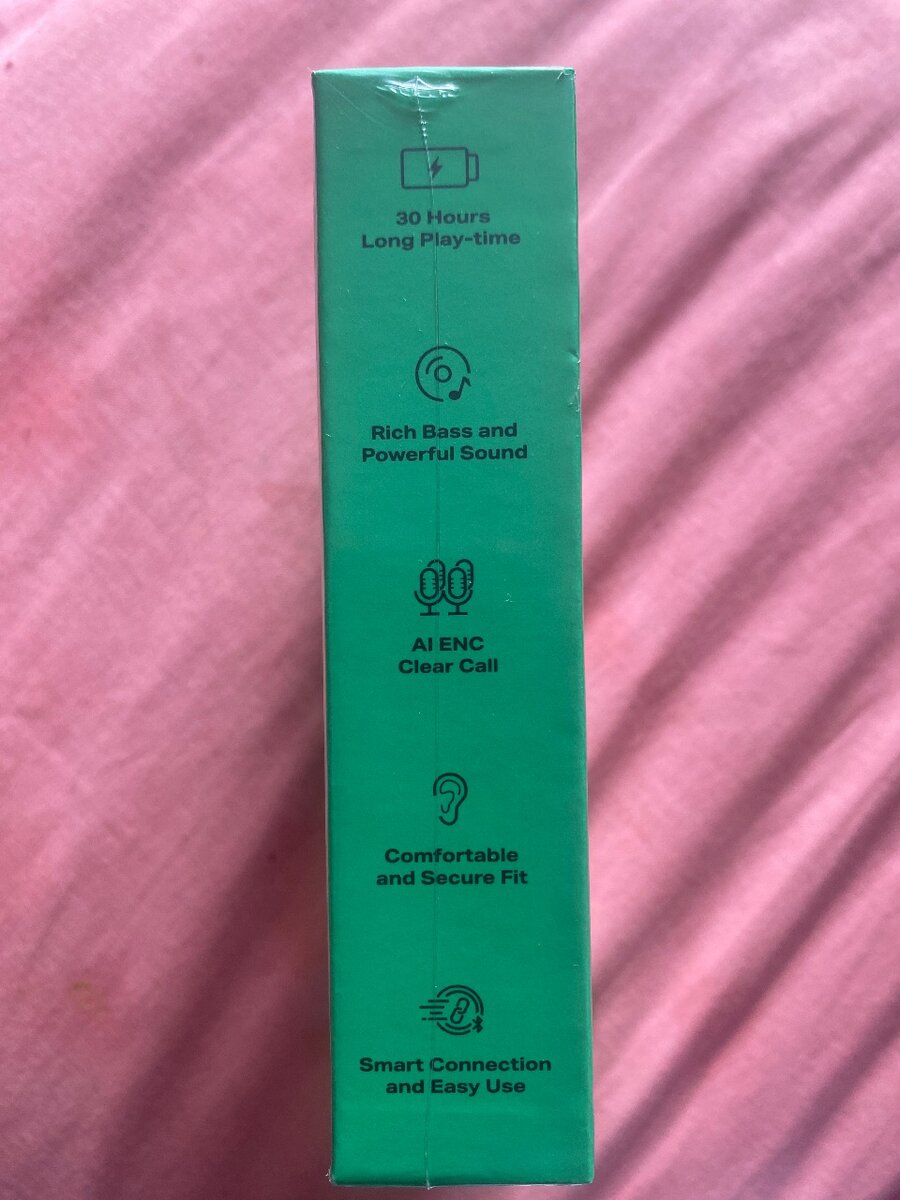 30 Hours
Long Play-time
Rich Bass and
Powerful Sound
AI ENC
Clear Call
Comfortable
and Secure Fit
Smart Connection
and Easy Use